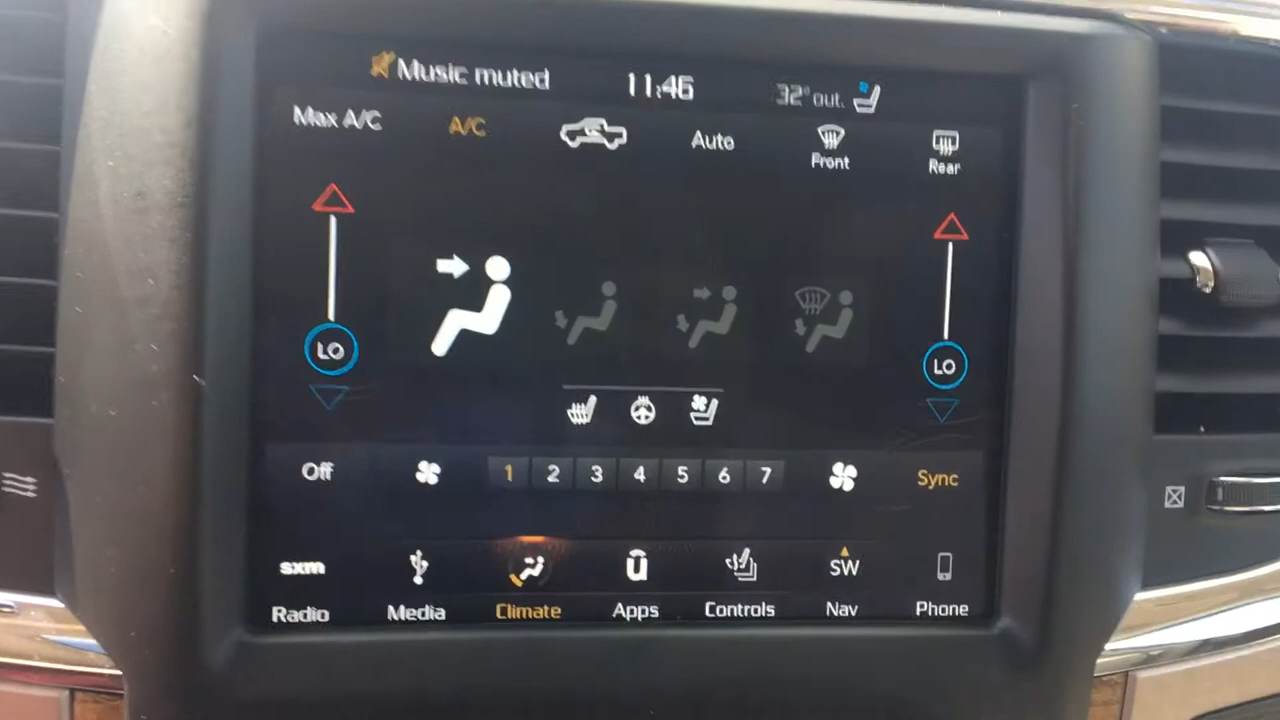 Music muted 11:46 32° out.
Max A/C A/C Auto Front Rear
LO LO
Off 1 2 3 4 5 6 7 Sync
sxm SW
Radio Media Climate Apps Controls Nav Phone